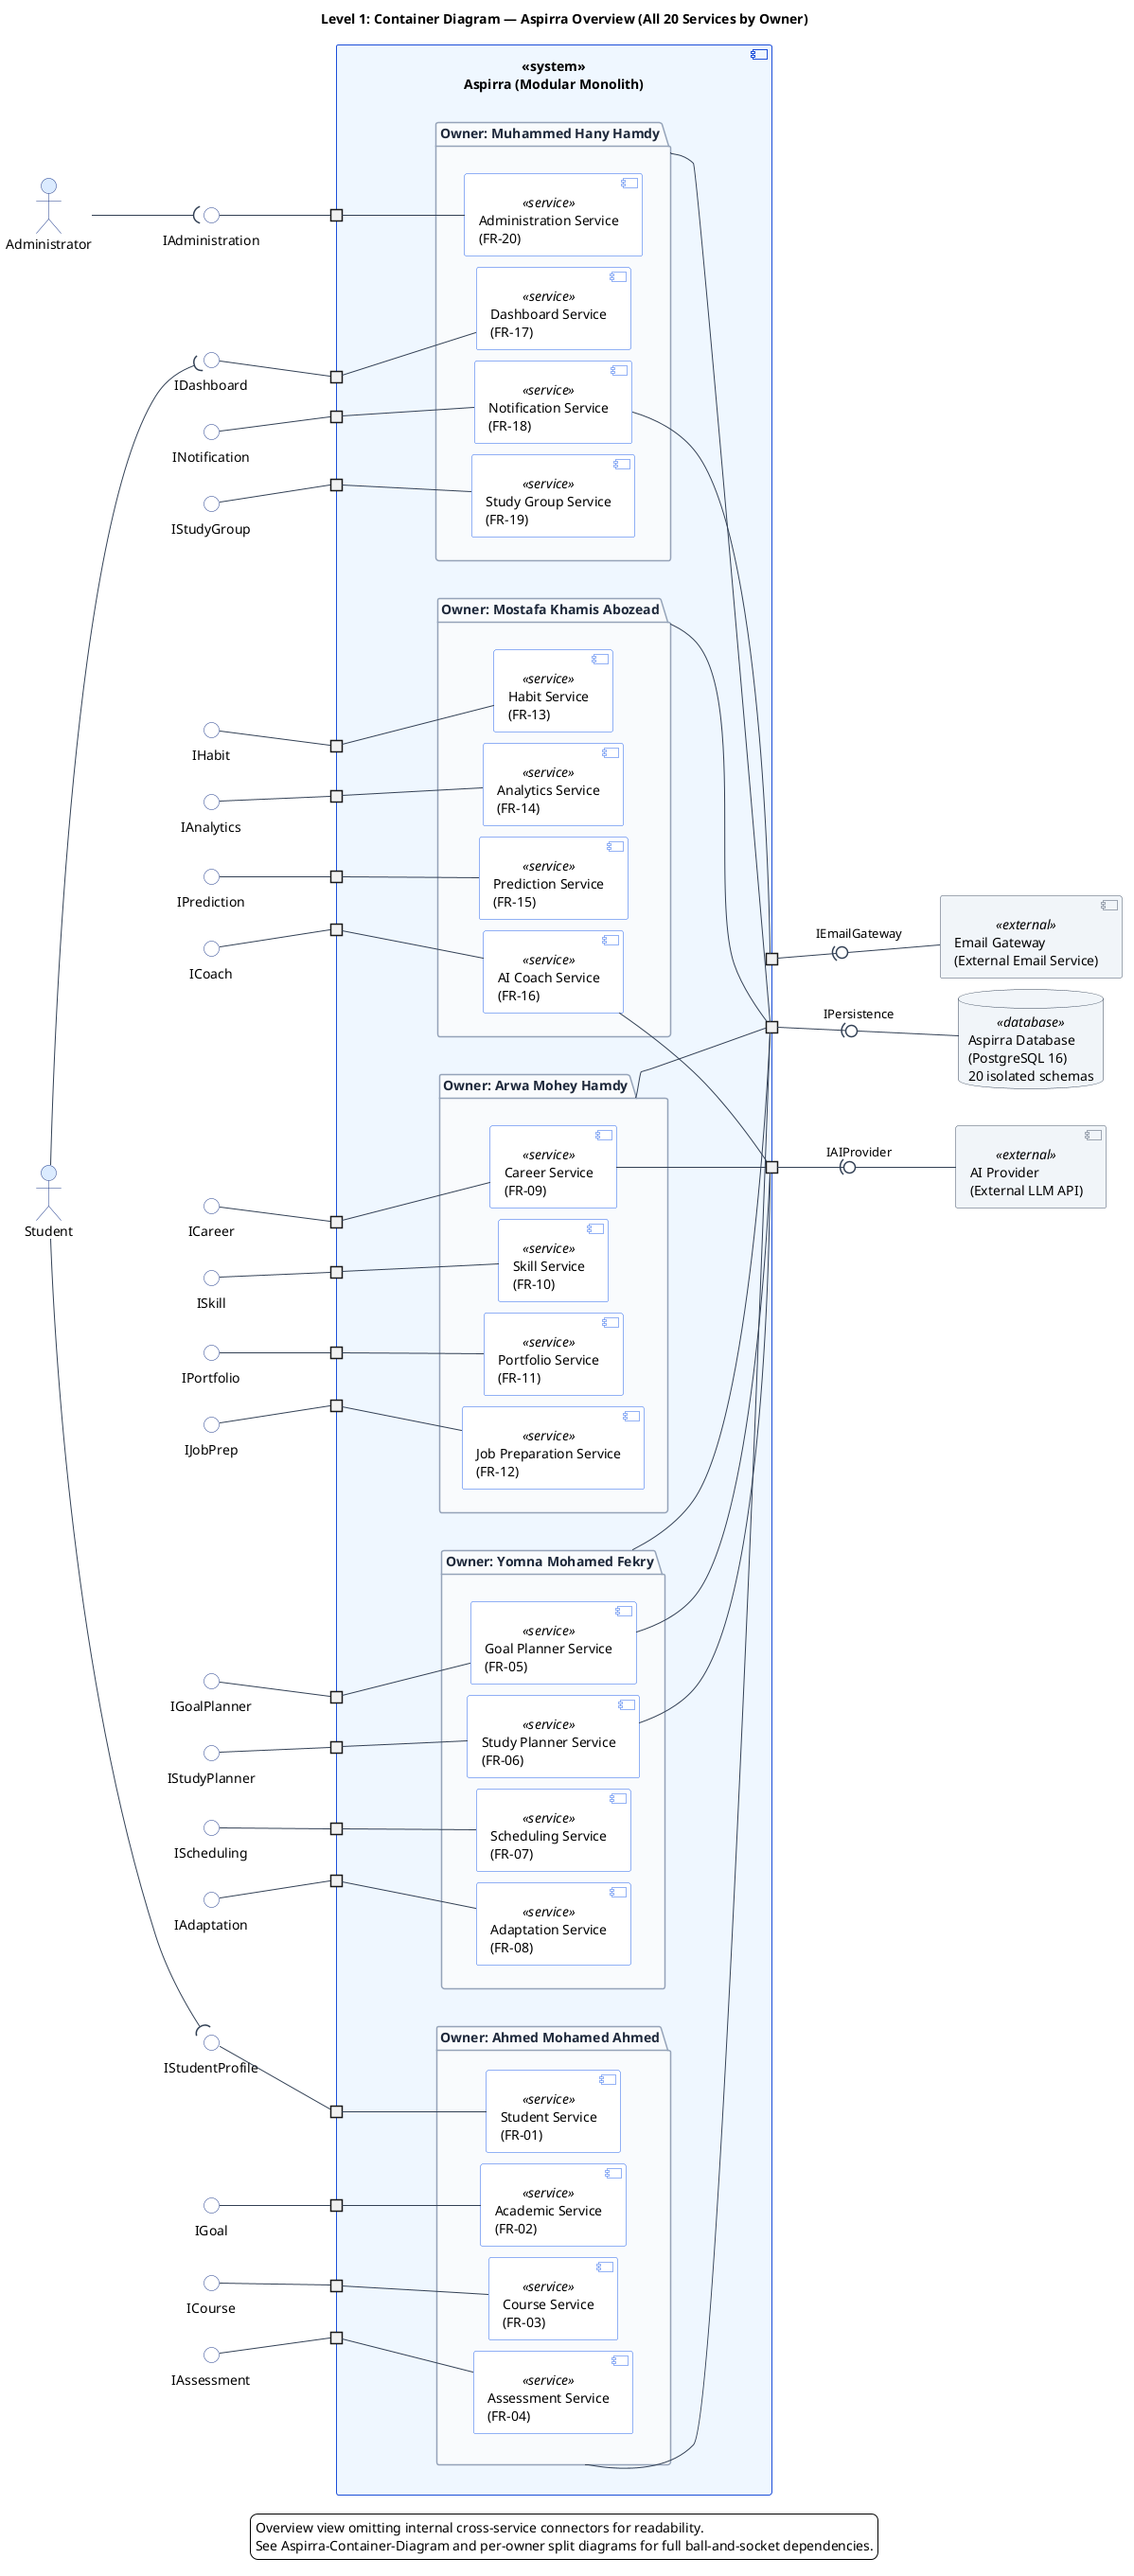 Level 1: Container Diagram — Aspirra Overview (All 20 Services by Owner)
«system»
Aspirra (Modular Monolith)
Owner: Muhammed Hany Hamdy
«service»
Administration Service
(FR-20)
Administrator
IAdministration
«service»
Dashboard Service
(FR-17)
IDashboard
«service»
Notification Service
(FR-18)
INotification
«service»
Study Group Service
(FR-19)
IStudyGroup
Owner: Mostafa Khamis Abozead
«service»
Habit Service
(FR-13)
IHabit
«service»
Analytics Service
(FR-14)
IAnalytics
«service»
Prediction Service
(FR-15)
IPrediction
«service»
AI Coach Service
(FR-16)
ICoach
IEmailGateway
«external»
Email Gateway
(External Email Service)
IPersistence
«database»
Aspirra Database
(PostgreSQL 16)
20 isolated schemas
Owner: Arwa Mohey Hamdy
«service»
Career Service
(FR-09)
IAIProvider
«external»
AI Provider
(External LLM API)
Student
ICareer
«service»
Skill Service
(FR-10)
ISkill
«service»
Portfolio Service
(FR-11)
IPortfolio
«service»
Job Preparation Service
(FR-12)
IJobPrep
Owner: Yomna Mohamed Fekry
«service»
Goal Planner Service
(FR-05)
IGoalPlanner
«service»
Study Planner Service
(FR-06)
IStudyPlanner
«service»
Scheduling Service
(FR-07)
IScheduling
«service»
Adaptation Service
(FR-08)
IAdaptation
Owner: Ahmed Mohamed Ahmed
IStudentProfile
«service»
Student Service
(FR-01)
«service»
Academic Service
(FR-02)
IGoal
«service»
Course Service
(FR-03)
ICourse
«service»
Assessment Service
(FR-04)
IAssessment
Overview view omitting internal cross-service connectors for readability.
See Aspirra-Container-Diagram and per-owner split diagrams for full ball-and-socket dependencies.